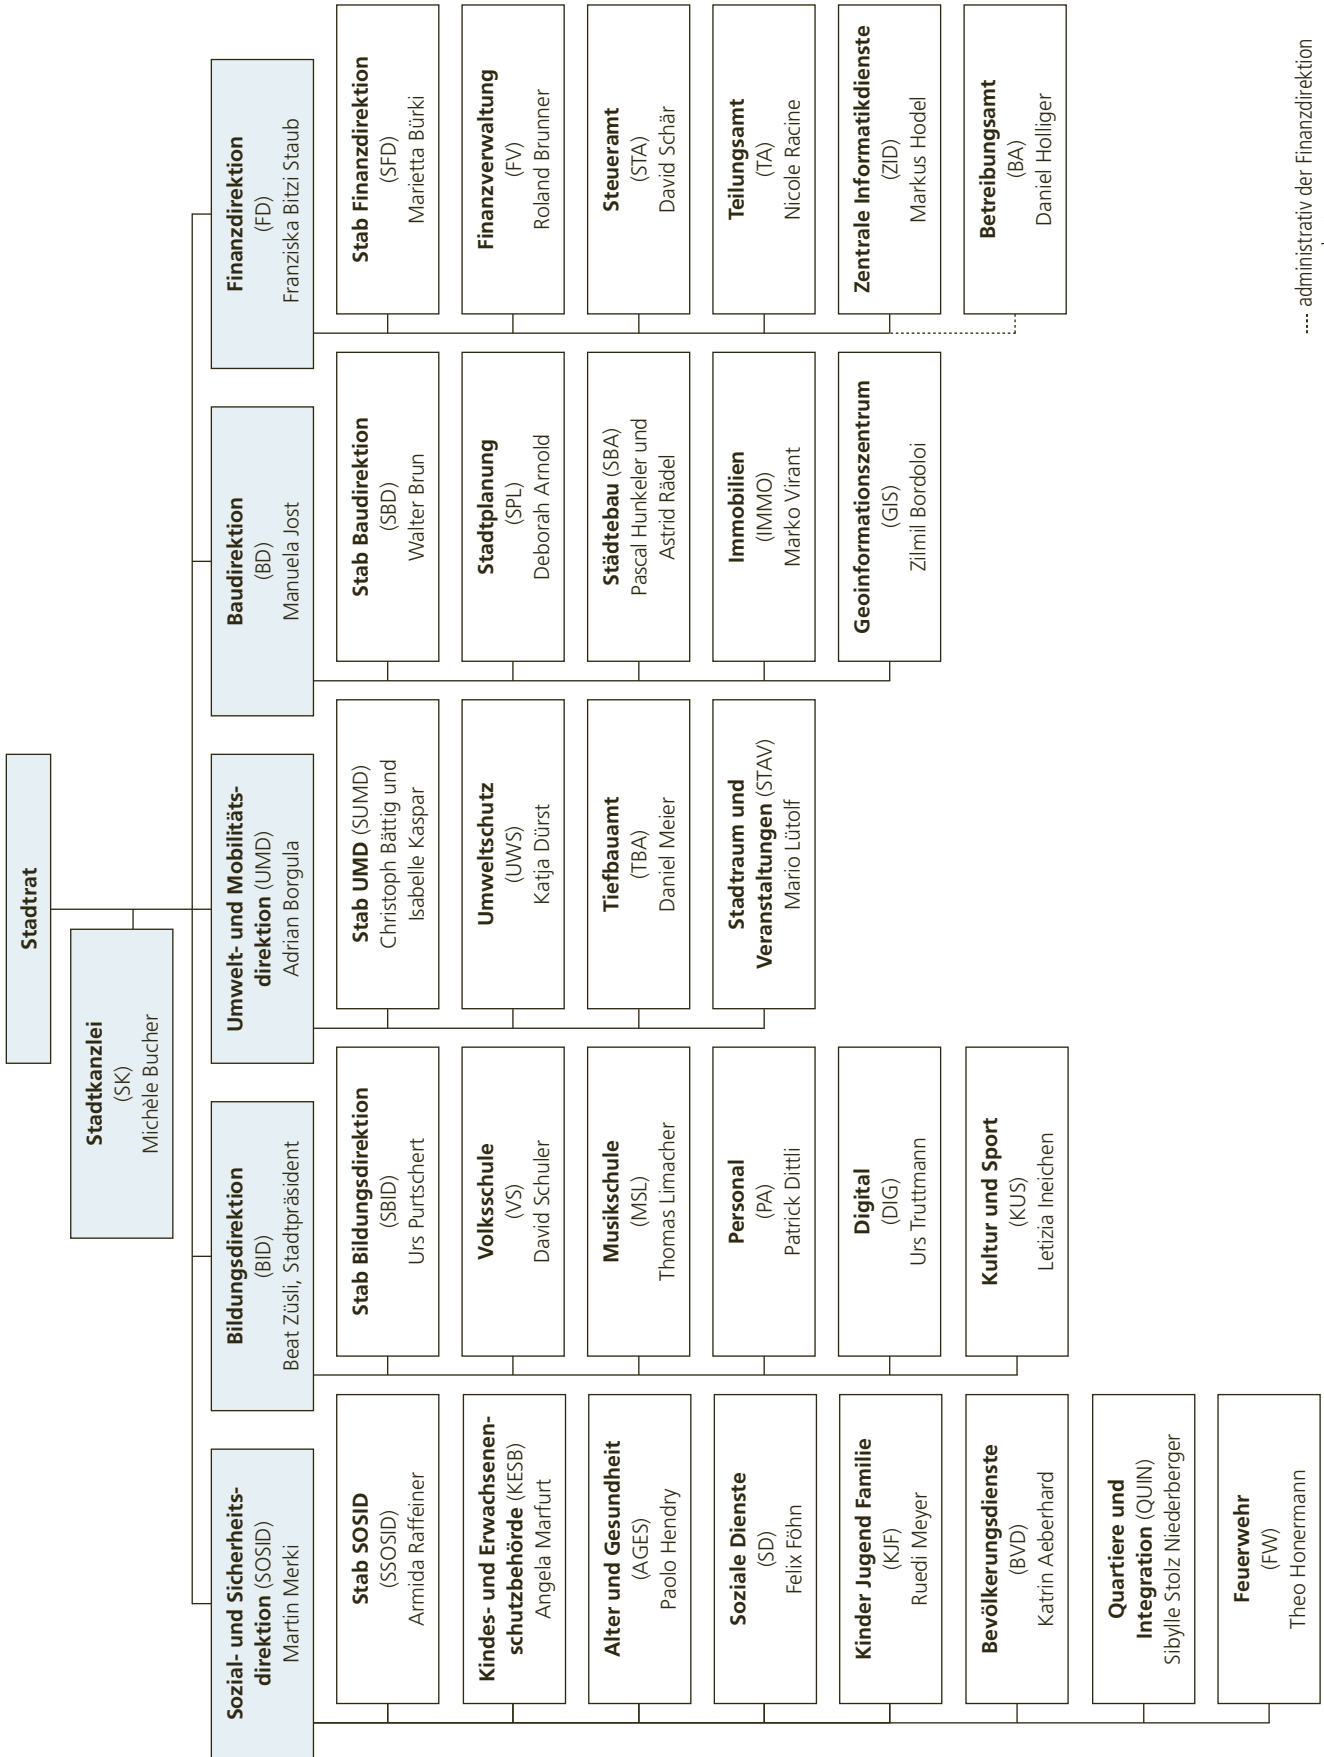 Stadtrat
Stadtkanzlei
(SK)
Michèle Bucher
Sozial- und Sicherheits-
direktion (SOSID)
Martin Merki
Stab SOSID
(SSOSID)
Armida Raffeiner
Kindes- und Erwachsenen-
schutzbehörde (KESB)
Angela Marfurt
Alter und Gesundheit
(AGES)
Paolo Hendry
Soziale Dienste
(SD)
Felix Föhn
Kinder Jugend Familie
(KJF)
Ruedi Meyer
Bevölkerungsdienste
(BVD)
Katrin Aeberhard
Quartiere und
Integration (QUIN)
Sibylle Stolz Niederberger
Feuerwehr
(FW)
Theo Honermann
Bildungsdirektion
(BID)
Beat Züsli, Stadtpräsident
Stab Bildungsdirektion
(SBID)
Urs Purtschert
Volksschule
(VS)
David Schuler
Musikschule
(MSL)
Thomas Limacher
Personal
(PA)
Patrick Dittli
Digital
(DIG)
Urs Truttmann
Kultur und Sport
(KUS)
Letizia Ineichen
Umwelt- und Mobilitäts-
direktion (UMD)
Adrian Borgula
Stab UMD (SUMD)
Christoph Bättig und
Isabelle Kaspar
Umweltschutz
(UWS)
Katja Dürst
Tiefbauamt
(TBA)
Daniel Meier
Stadtraum und
Veranstaltungen (STAV)
Mario Lütolf
Baudirektion
(BD)
Manuela Jost
Stab Baudirektion
(SBD)
Walter Brun
Stadtplanung
(SPL)
Deborah Arnold
Städtebau (SBA)
Pascal Hunkeler und
Astrid Rädel
Immobilien
(IMMO)
Marko Virant
Geoinformationszentrum
(GIS)
Zilmil Bordoloi
Finanzdirektion
(FD)
Franziska Bitzi Staub
Stab Finanzdirektion
(SFD)
Marietta Bürki
Finanzverwaltung
(FV)
Roland Brunner
Steueramt
(STA)
David Schär
Teilungsamt
(TA)
Nicole Racine
Zentrale Informatikdienste
(ZID)
Markus Hodel
Betreibungsamt
(BA)
Daniel Holliger
---- administrativ der Finanzdirektion